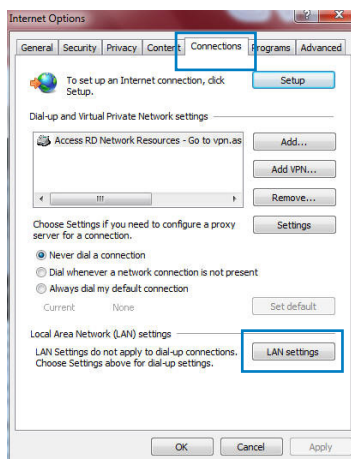 Internet Options
General Security Privacy Content Connections Programs Advanced
To set up an Internet connection, click
Setup.
Setup
Dial-up and Virtual Private Network settings
Access RD Network Resources - Go to vpn.as
Add...
Add VPN...
Remove...
Choose Settings if you need to configure a proxy
server for a connection.
Settings
Never dial a connection
Dial whenever a network connection is not present
Always dial my default connection
Current None
Set default
Local Area Network (LAN) settings
LAN Settings do not apply to dial-up connections.
Choose Settings above for dial-up settings.
LAN settings
OK Cancel Apply